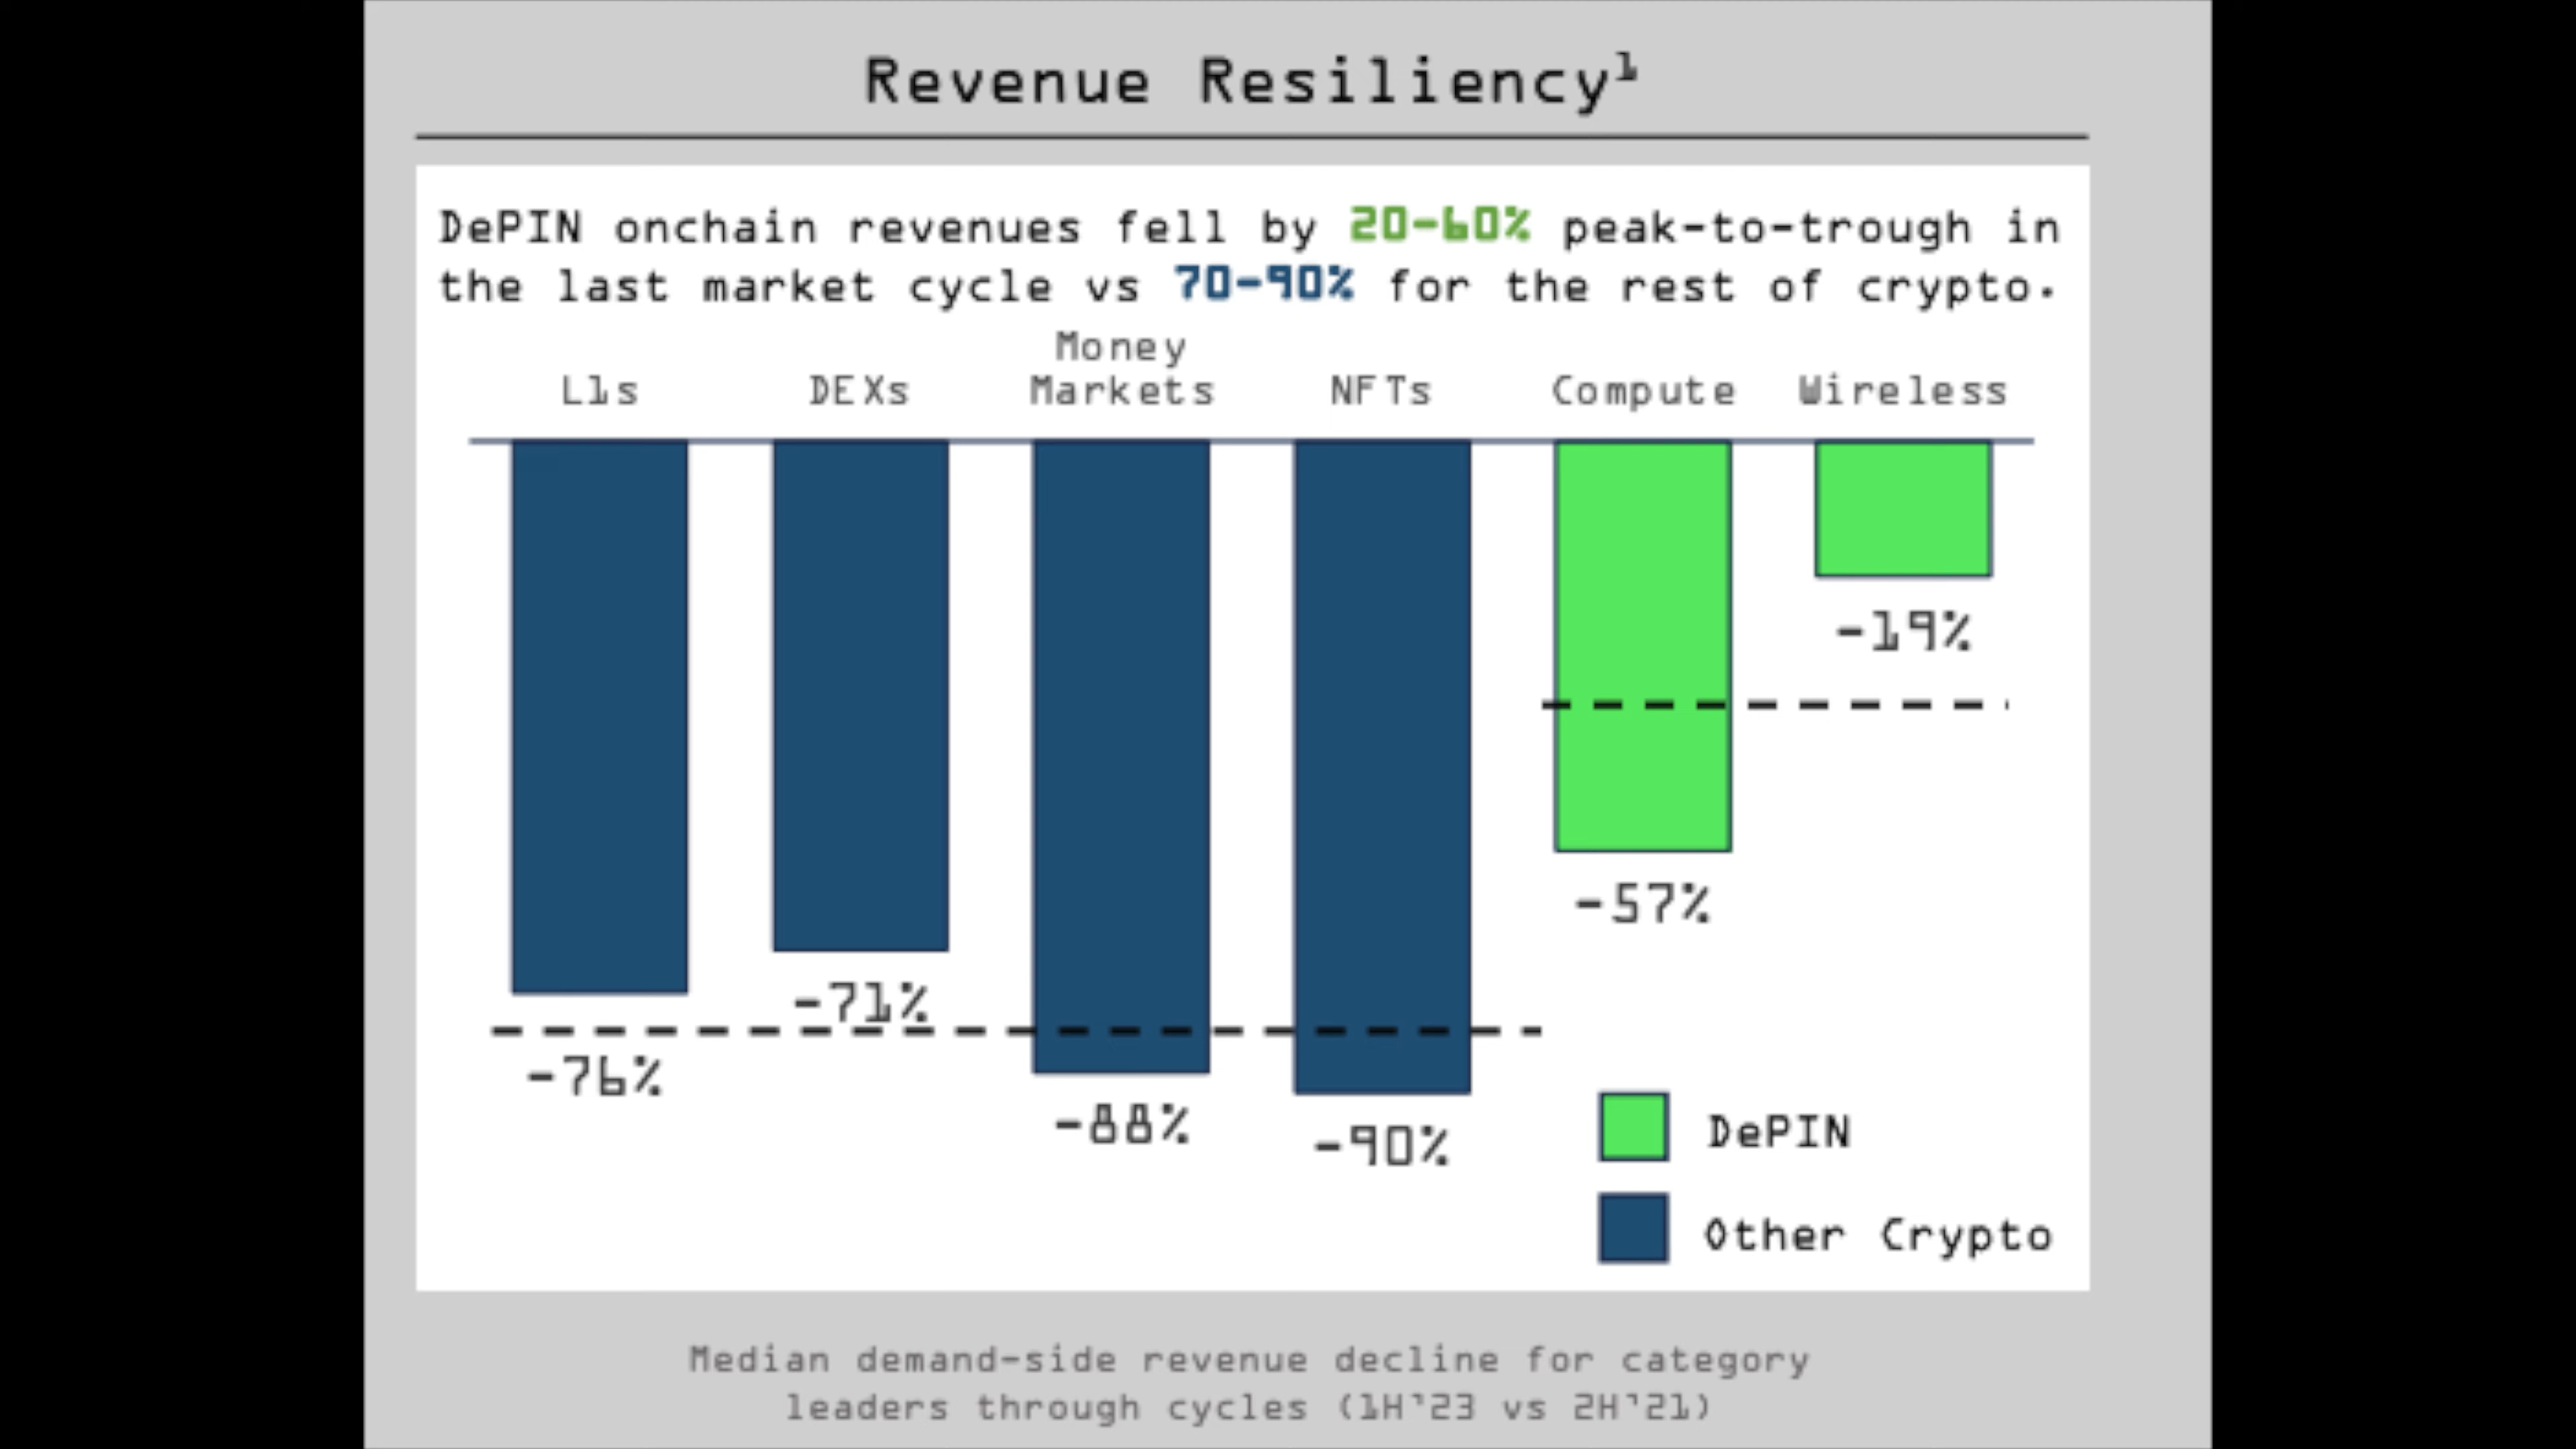 Revenue Resiliency¹
DePIN onchain revenues fell by 20-60% peak-to-trough in
the last market cycle vs 70-90% for the rest of crypto.
L1s
DEXs
Money
Markets
NFTs
Compute
Wireless
-19%
-57%
-71%
-76%
-88%
-90%
DePIN
Other Crypto
Median demand-side revenue decline for category
leaders through cycles (1H'23 vs 2H'21)